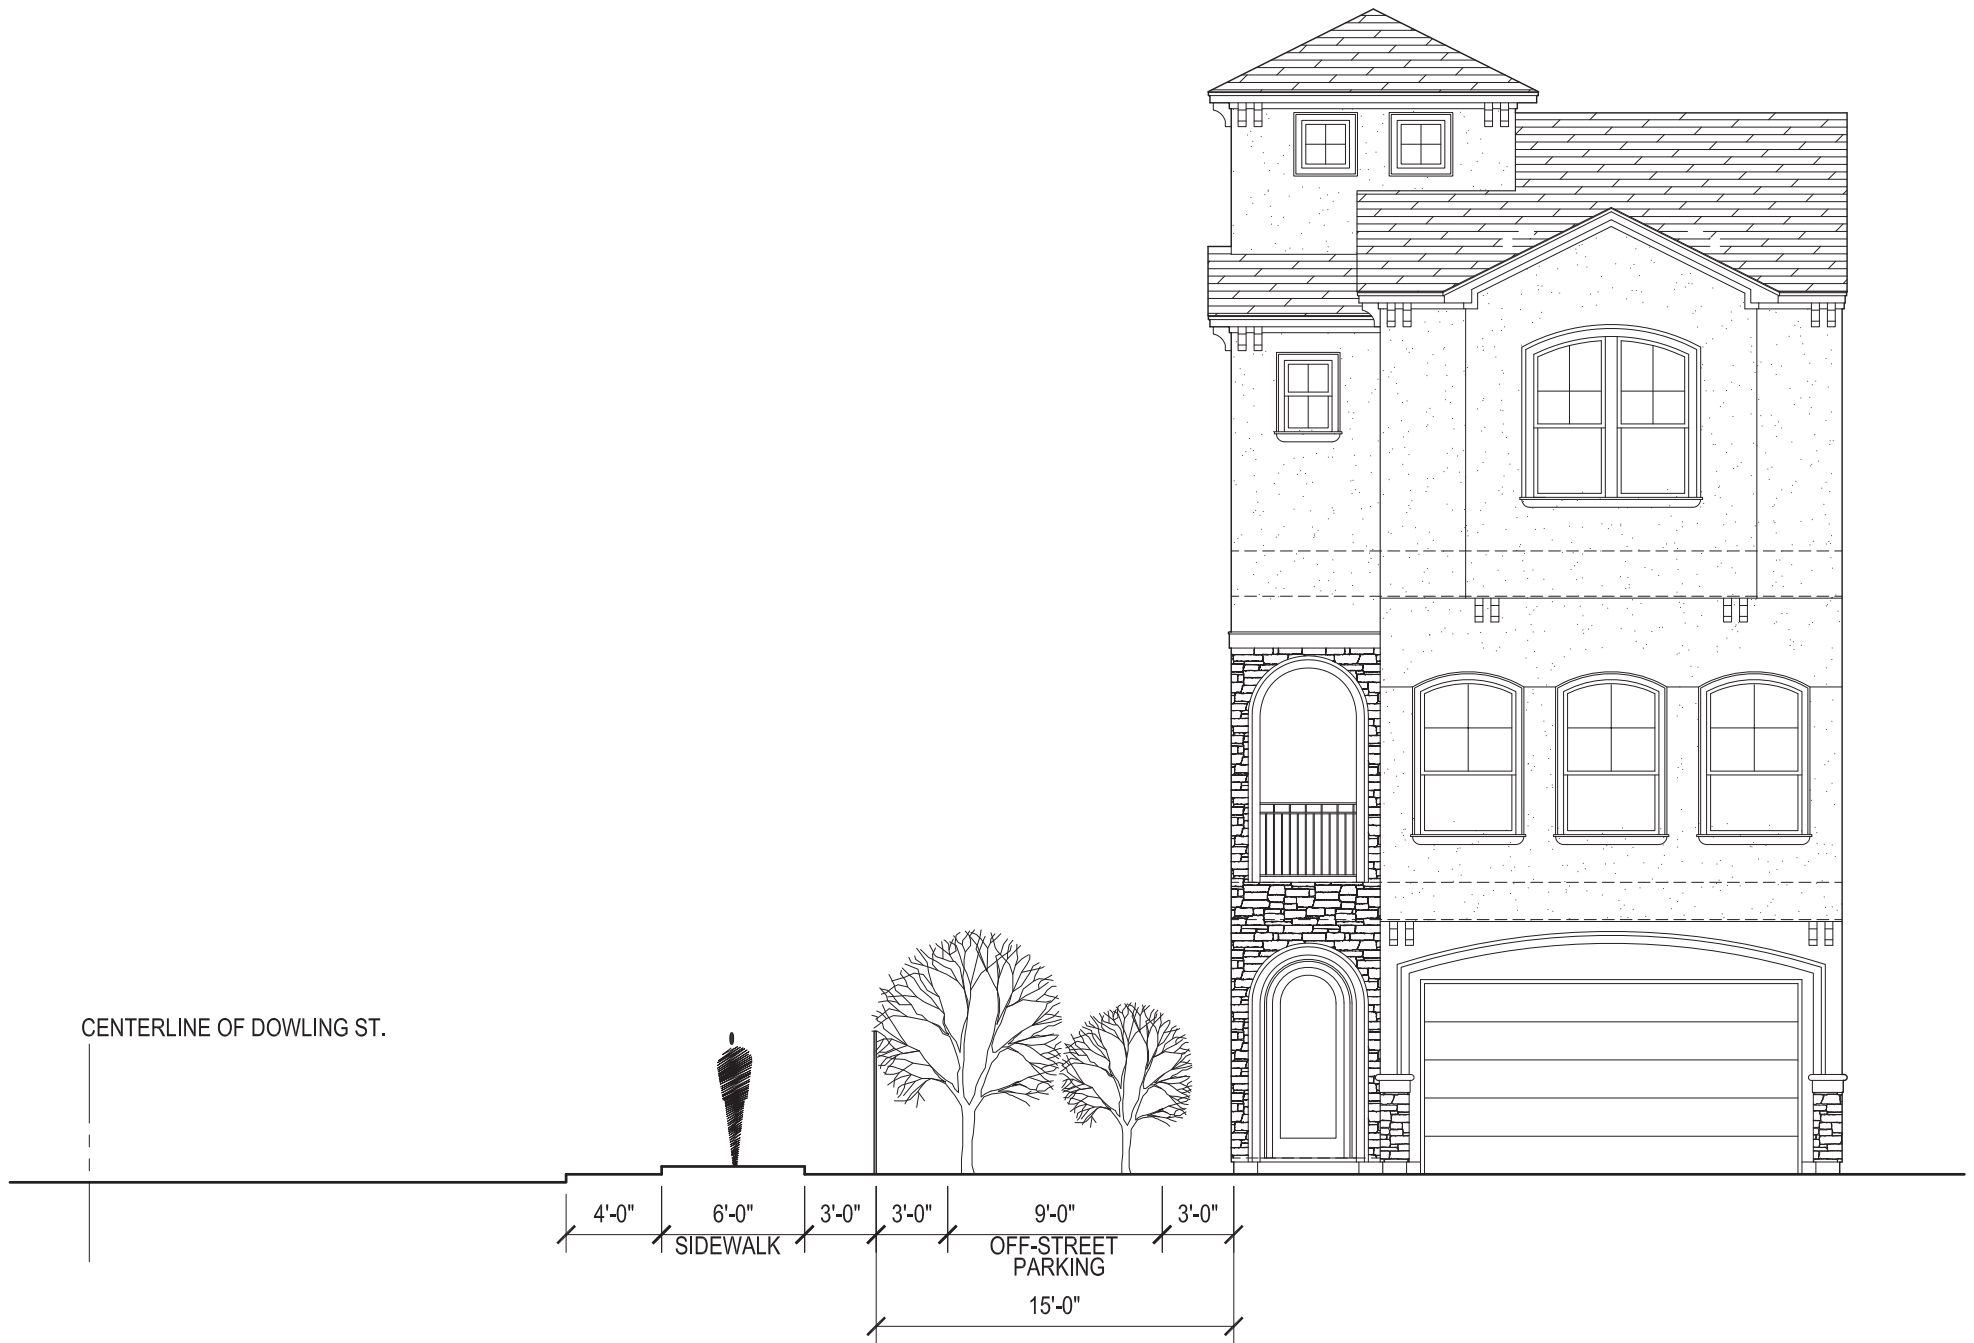 CENTERLINE OF DOWLING ST.
4'-0" 6'-0" 3'-0" 3'-0" 9'-0" 3'-0"
SIDEWALK OFF-STREET
PARKING
15'-0"